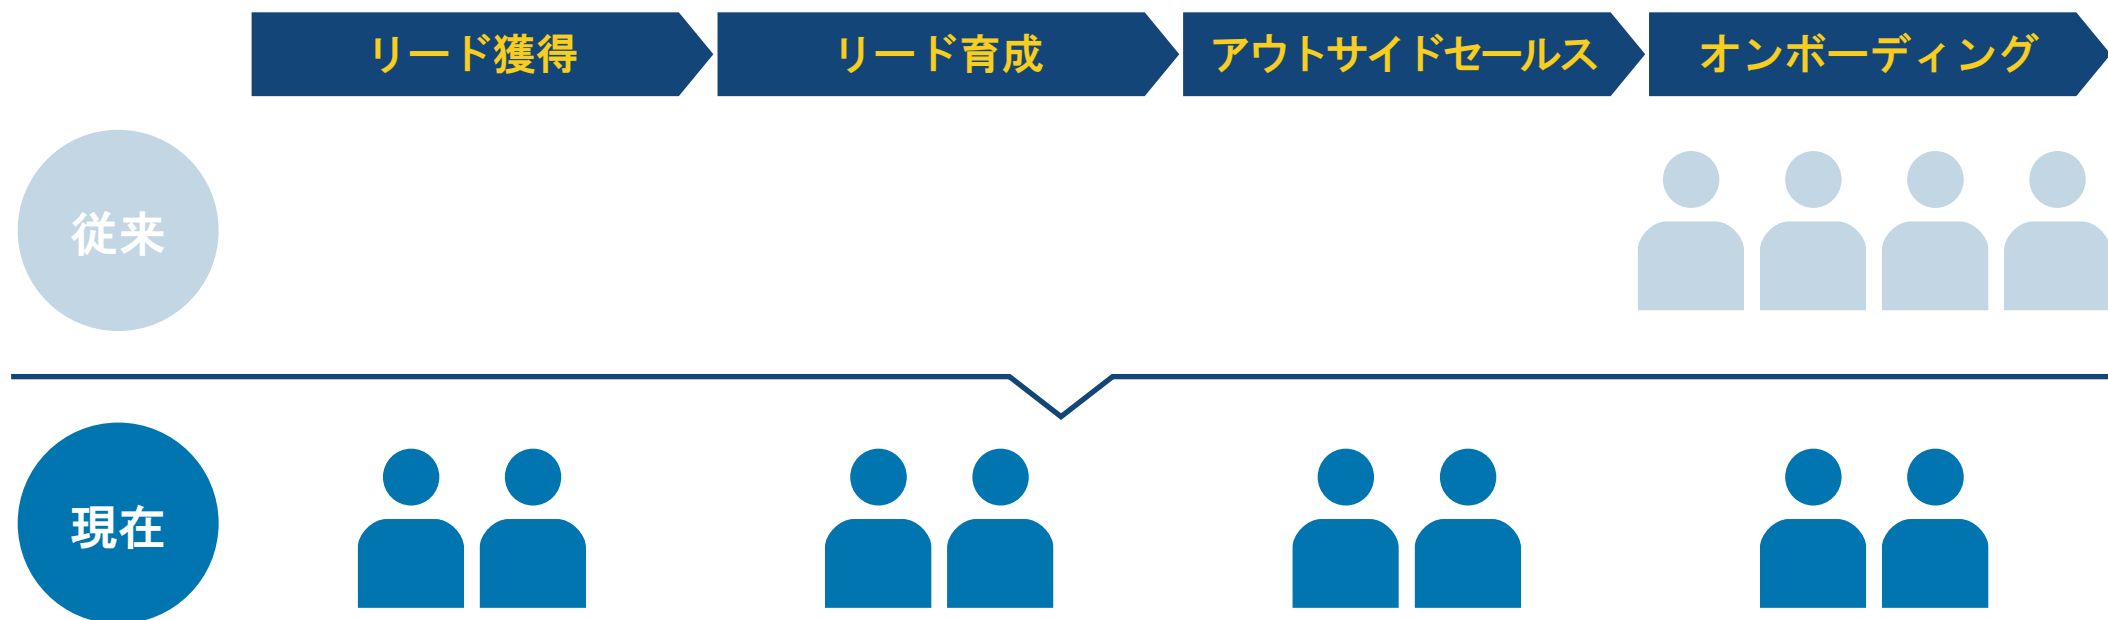 リード獲得
リード育成
アウトサイドセールス
オンボーディング
従来
現在